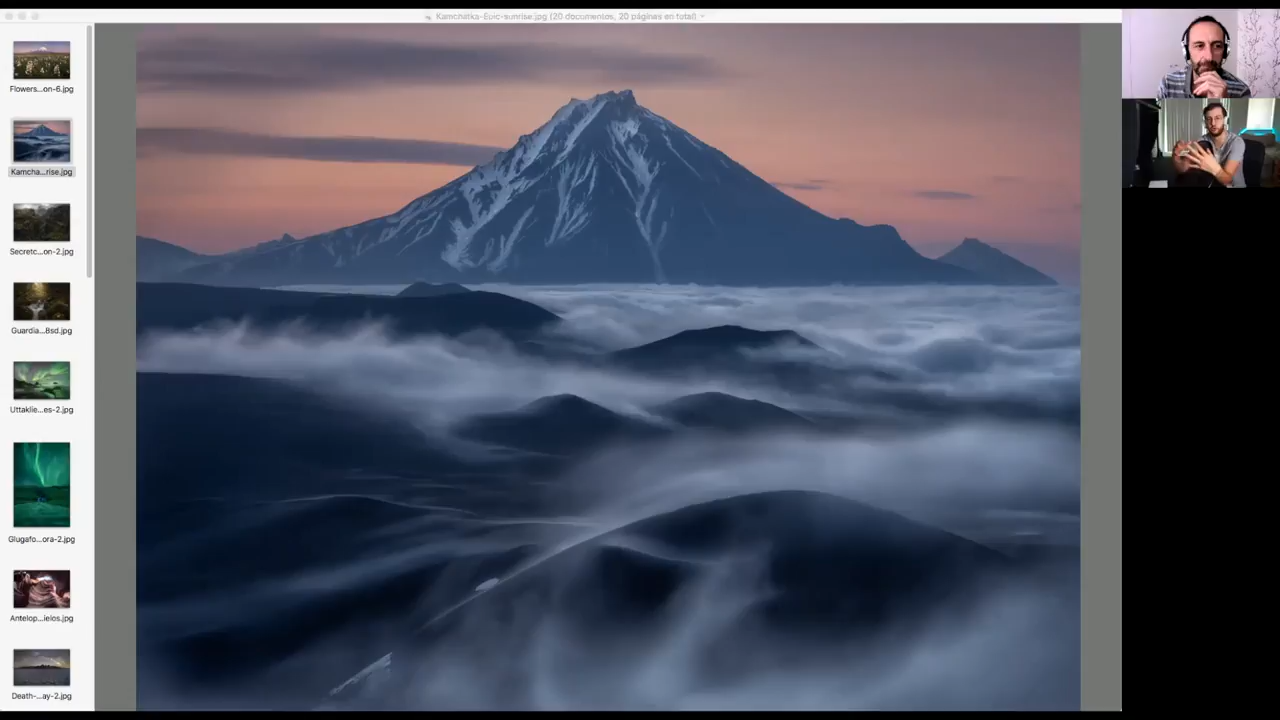 Kamchatka-Epic-sunrise.jpg (20 documentos, 20 páginas en total)
Flowers...on-6.jpg
Kamcha...rise.jpg
Secretc...on-2.jpg
Guardia...8sd.jpg
Uttaklie...es-2.jpg
Glugafo...ora-2.jpg
Antelop...ielos.jpg
Death-...ay-2.jpg